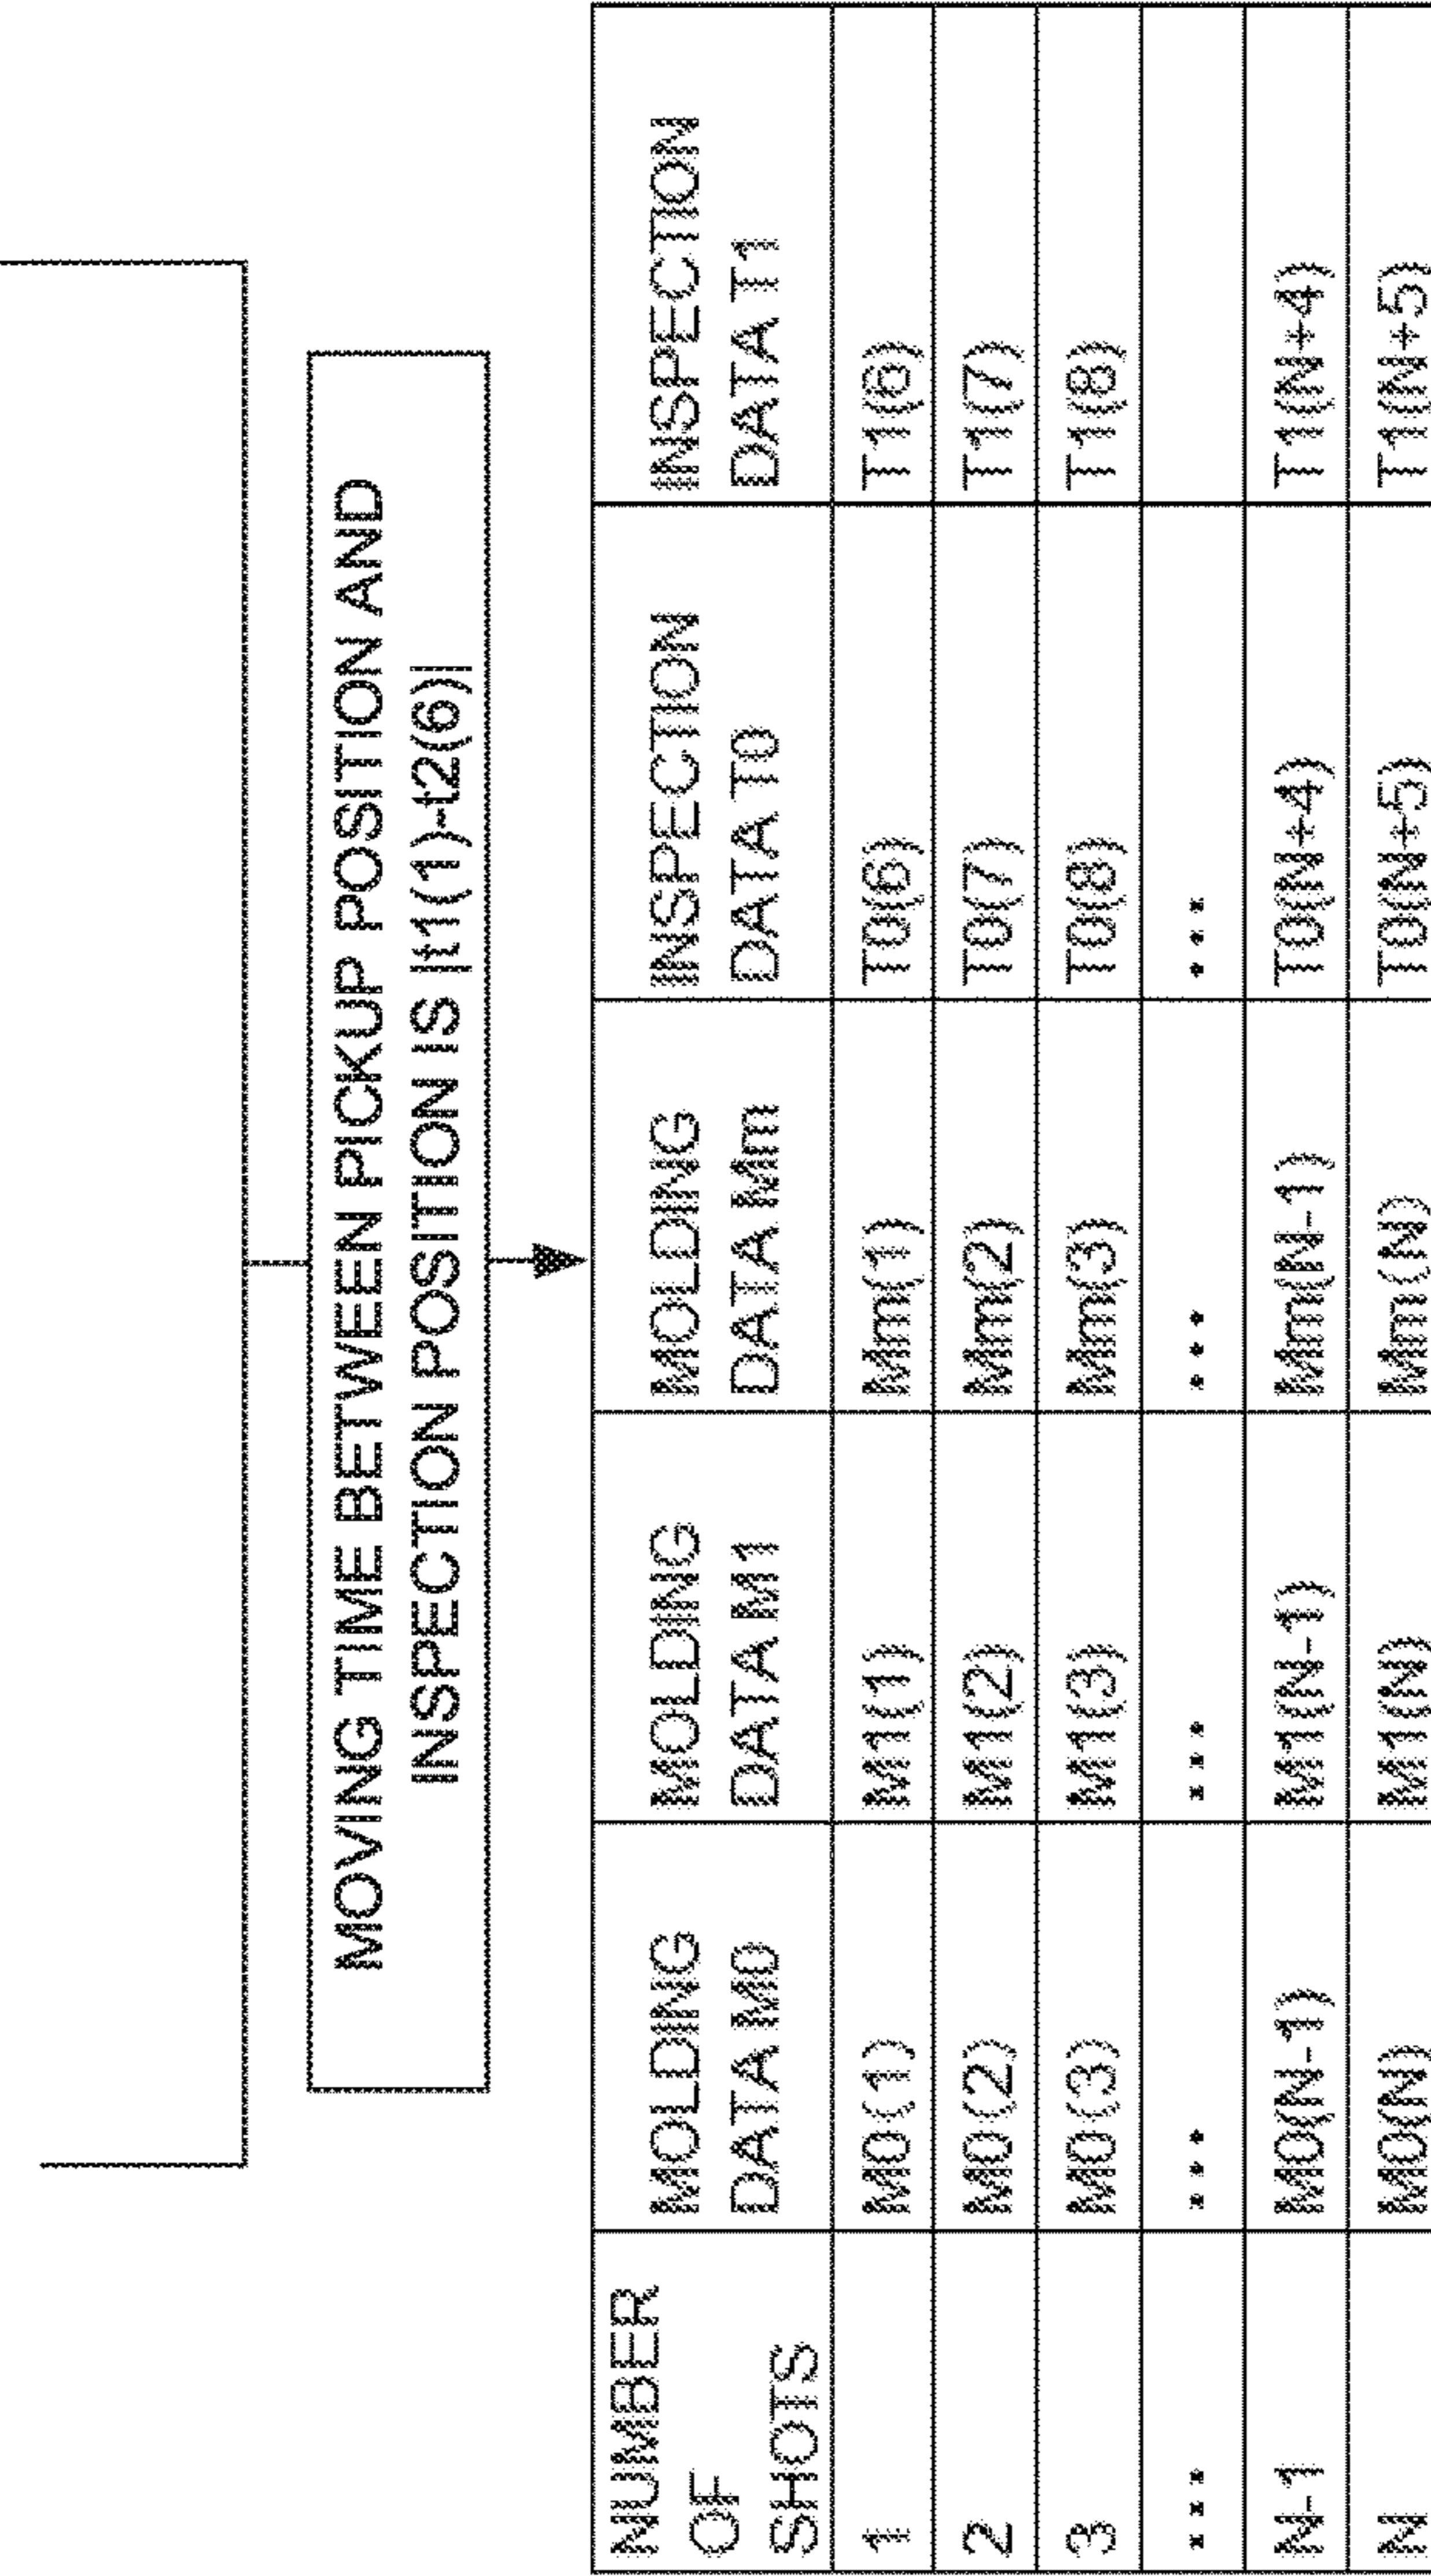 MOVING TIME BETWEEN PICKUP POSITION AND
INSPECTION POSITION IS |t1(1)-t2(6)|
NUMBER OF SHOTS MOLDING DATA M0 MOLDING DATA M1 MOLDING DATA Mm INSPECTION DATA T0 INSPECTION DATA T1
1 M0(1) M1(1) Mm(1) T0(6) T1(6)
2 M0(2) M1(2) Mm(2) T0(7) T1(7)
3 M0(3) M1(3) Mm(3) T0(8) T1(8)
... ... ... ... ...
N-1 M0(N-1) M1(N-1) Mm(N-1) T0(N+4) T1(N+4)
N M0(N) M1(N) Mm(N) T0(N+5) T1(N+5)